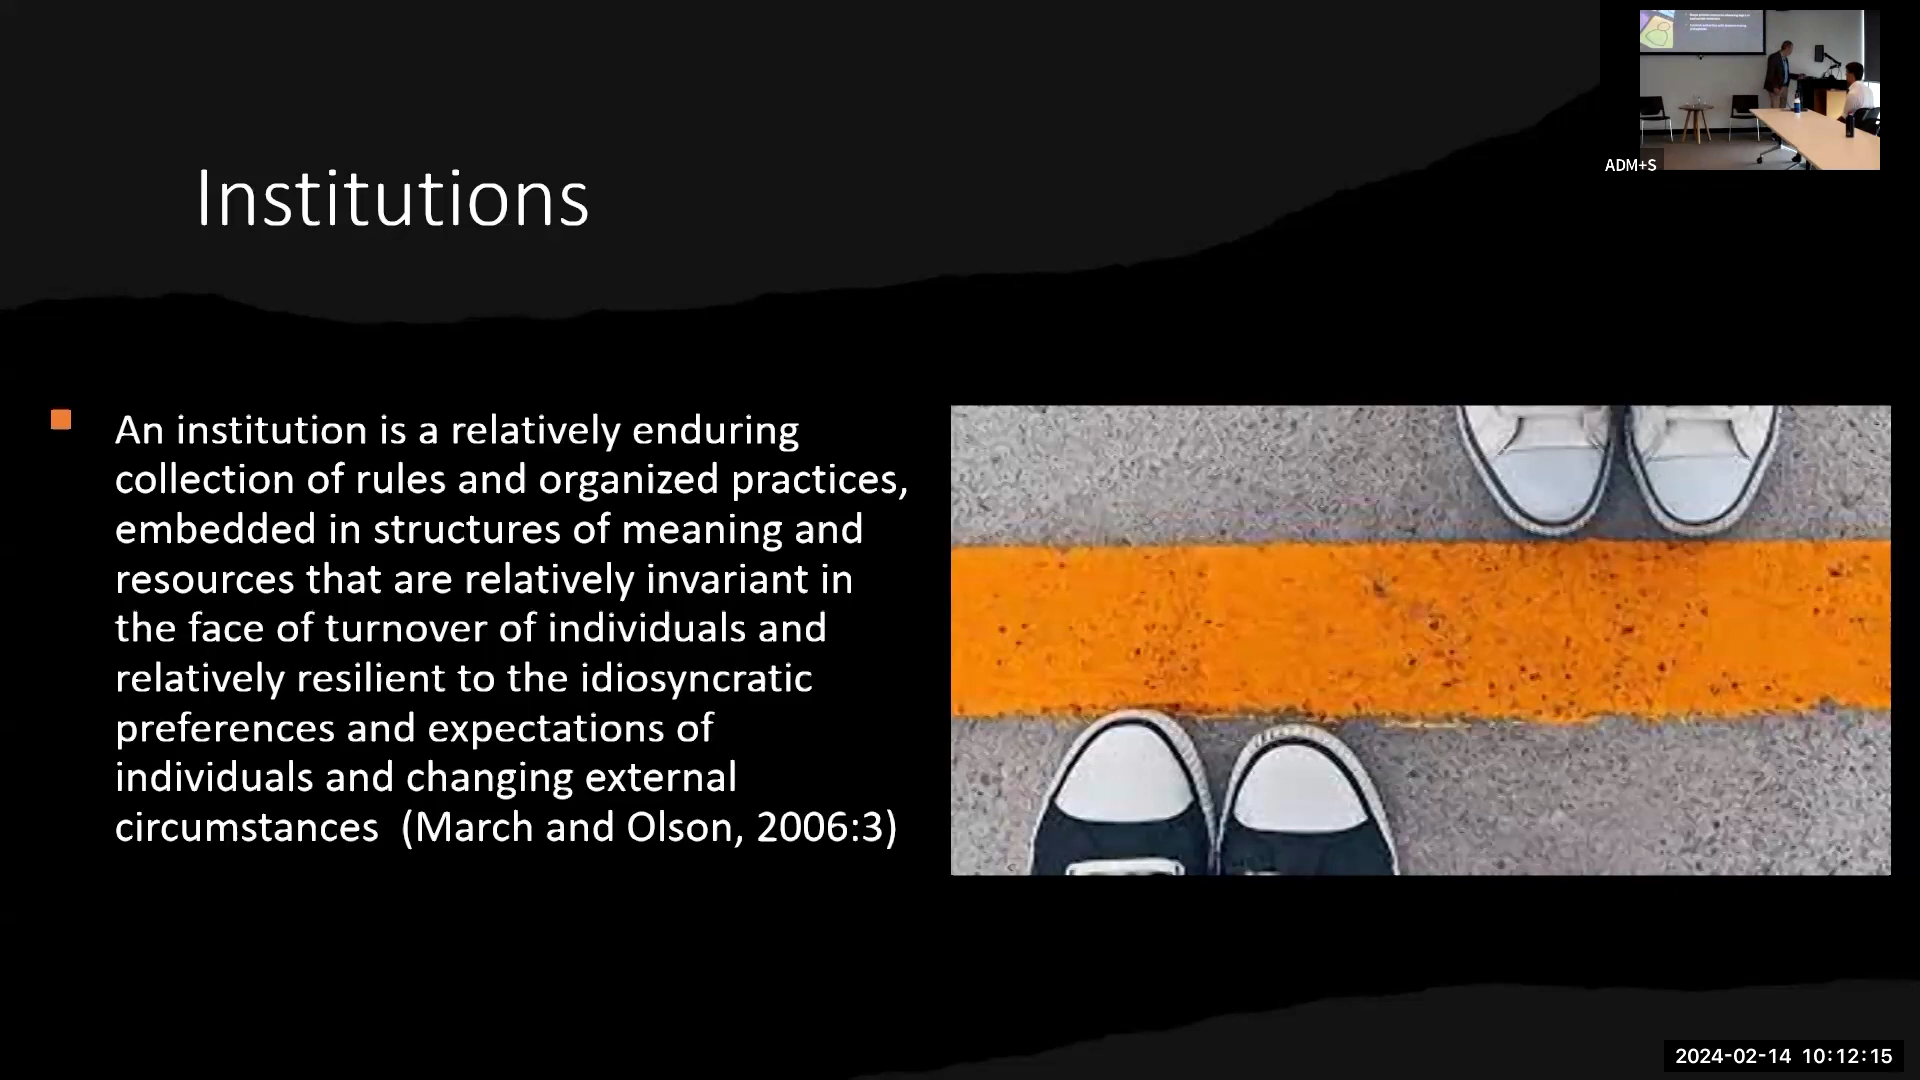 Institutions
An institution is a relatively enduring
collection of rules and organized practices,
embedded in structures of meaning and
resources that are relatively invariant in
the face of turnover of individuals and
relatively resilient to the idiosyncratic
preferences and expectations of
individuals and changing external
circumstances  (March and Olson, 2006:3)
ADM+S
2024-02-14 10:12:15